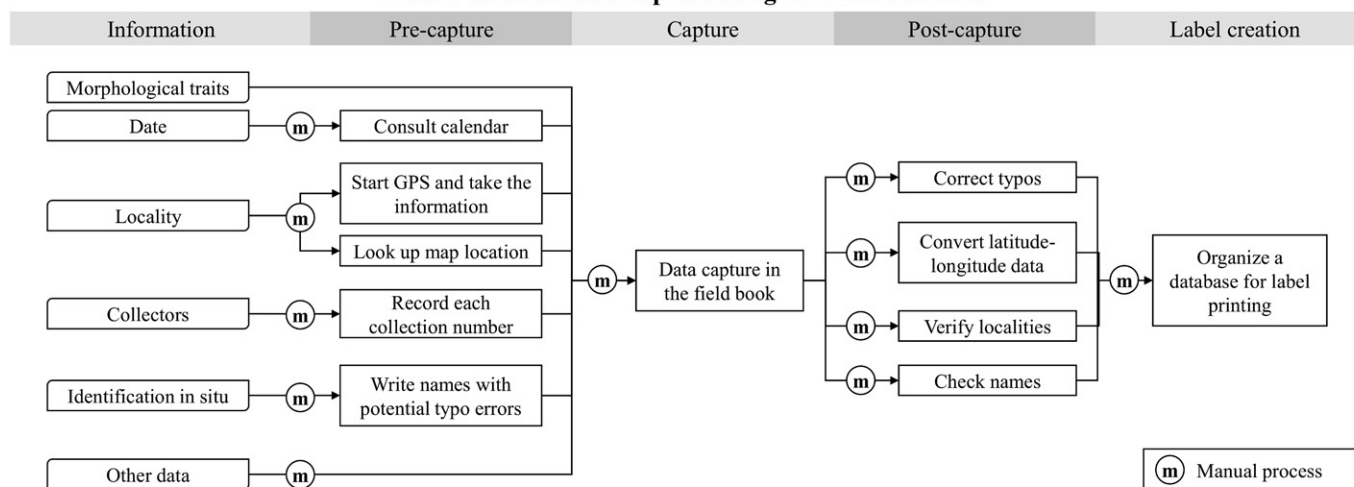 Information Pre-capture Capture Post-capture Label creation
Morphological traits
Date
m
Consult calendar
Locality
m
Start GPS and take the
information
Look up map location
Collectors
m
Record each
collection number
Identification in situ
m
Write names with
potential typo errors
Other data
m
m
Data capture in
the field book
m
Correct typos
m
Convert latitude-
longitude data
m
Verify localities
m
Check names
m
Organize a
database for label
printing
m Manual process